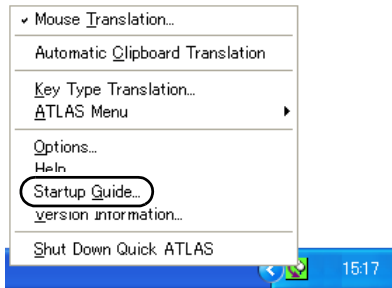 Mouse Translation...
Automatic Clipboard Translation
Key Type Translation...
ATLAS Menu
Options...
Help
Startup Guide...
Version Information...
Shut Down Quick ATLAS
15:17